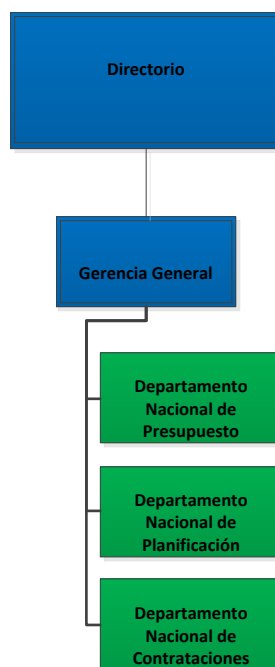 Directorio
Gerencia General
Departamento
Nacional de
Presupuesto
Departamento
Nacional de
Planificación
Departamento
Nacional de
Contrataciones